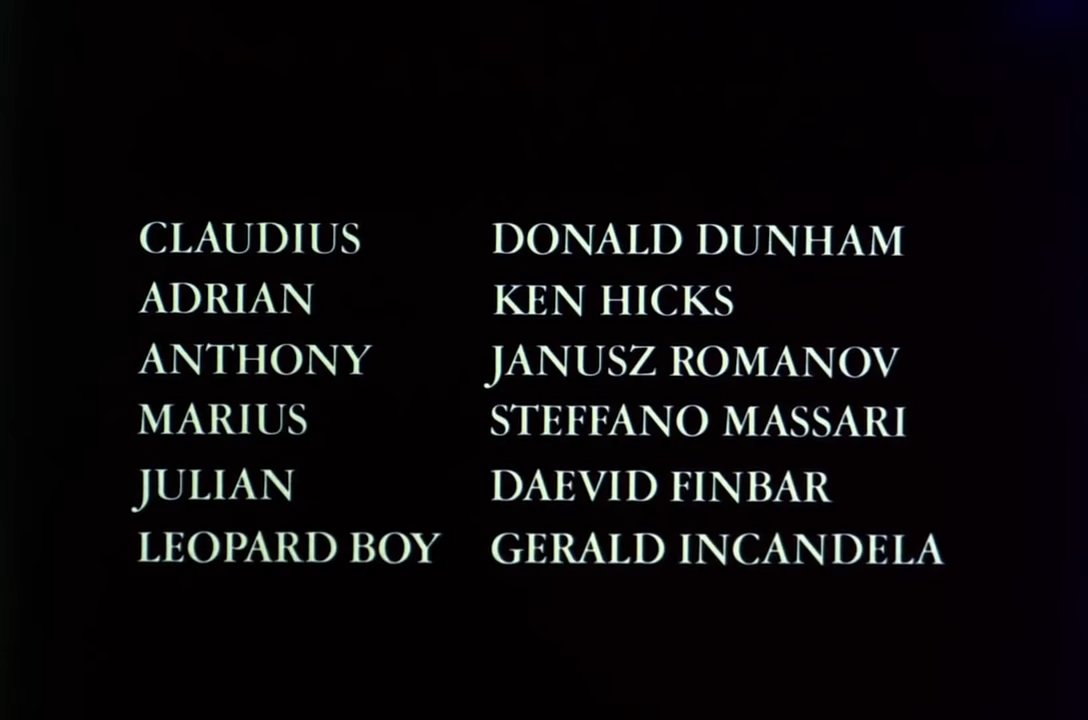 CLAUDIUS DONALD DUNHAM
ADRIAN KEN HICKS
ANTHONY JANUSZ ROMANOV
MARIUS STEFFANO MASSARI
JULIAN DAEVID FINBAR
LEOPARD BOY GERALD INCANDELA